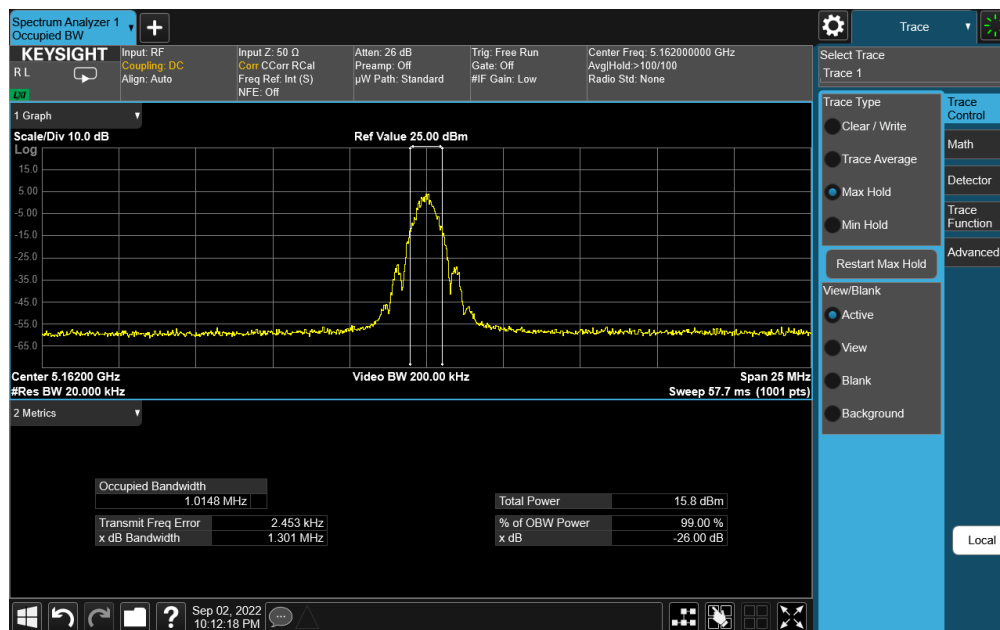 Spectrum Analyzer 1
Occupied BW
Trace
KEYSIGHT
R L
LXI
Input: RF
Coupling: DC
Align: Auto
Input Z: 50 Ω
Corr CCorr RCal
Freq Ref: Int (S)
NFE: Off
Atten: 26 dB
Preamp: Off
µW Path: Standard
Trig: Free Run
Gate: Off
#IF Gain: Low
Center Freq: 5.162000000 GHz
Avg|Hold:>100/100
Radio Std: None
Select Trace
Trace 1
1 Graph
Scale/Div 10.0 dB
Ref Value 25.00 dBm
Log
15.0
5.00
-5.00
-15.0
-25.0
-35.0
-45.0
-55.0
-65.0
Center 5.16200 GHz
Video BW 200.00 kHz
Span 25 MHz
#Res BW 20.000 kHz
Sweep 57.7 ms (1001 pts)
Trace Type
Clear / Write
Trace Average
Max Hold
Min Hold
Restart Max Hold
View/Blank
Active
View
Blank
Background
Trace
Control
Math
Detector
Trace
Function
Advanced
Local
2 Metrics
Occupied Bandwidth
1.0148 MHz
Transmit Freq Error 2.453 kHz
x dB Bandwidth 1.301 MHz
Total Power 15.8 dBm
% of OBW Power 99.00 %
x dB -26.00 dB
?
Sep 02, 2022
10:12:18 PM